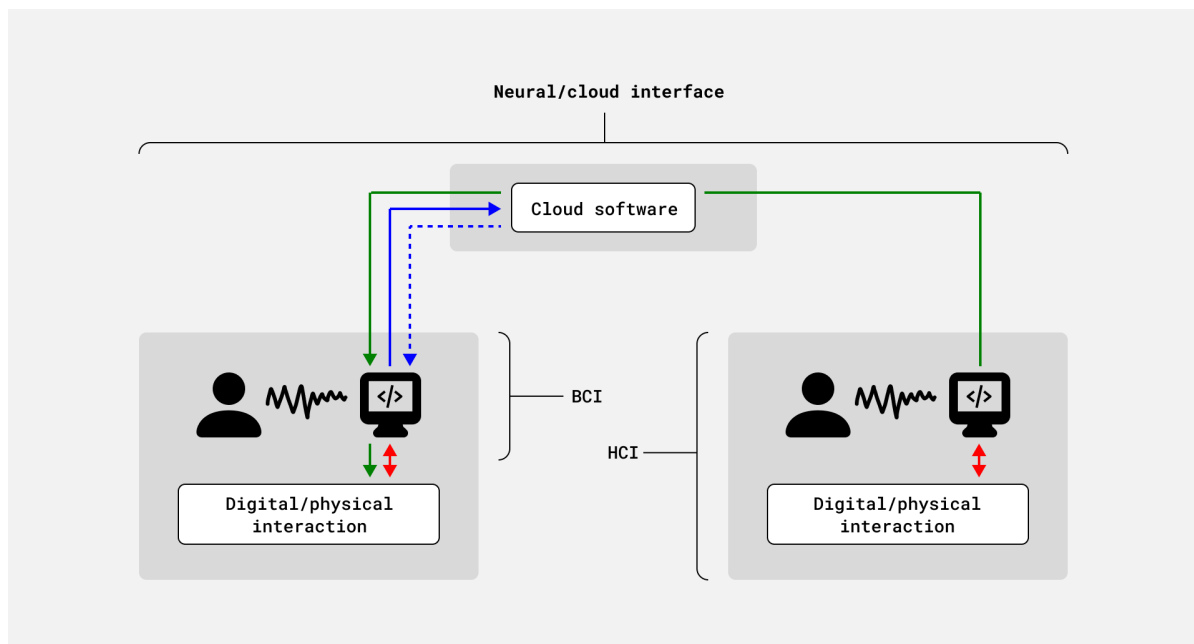 Neural/cloud interface
Cloud software
</>
</>
BCI
HCI
Digital/physical
interaction
Digital/physical
interaction